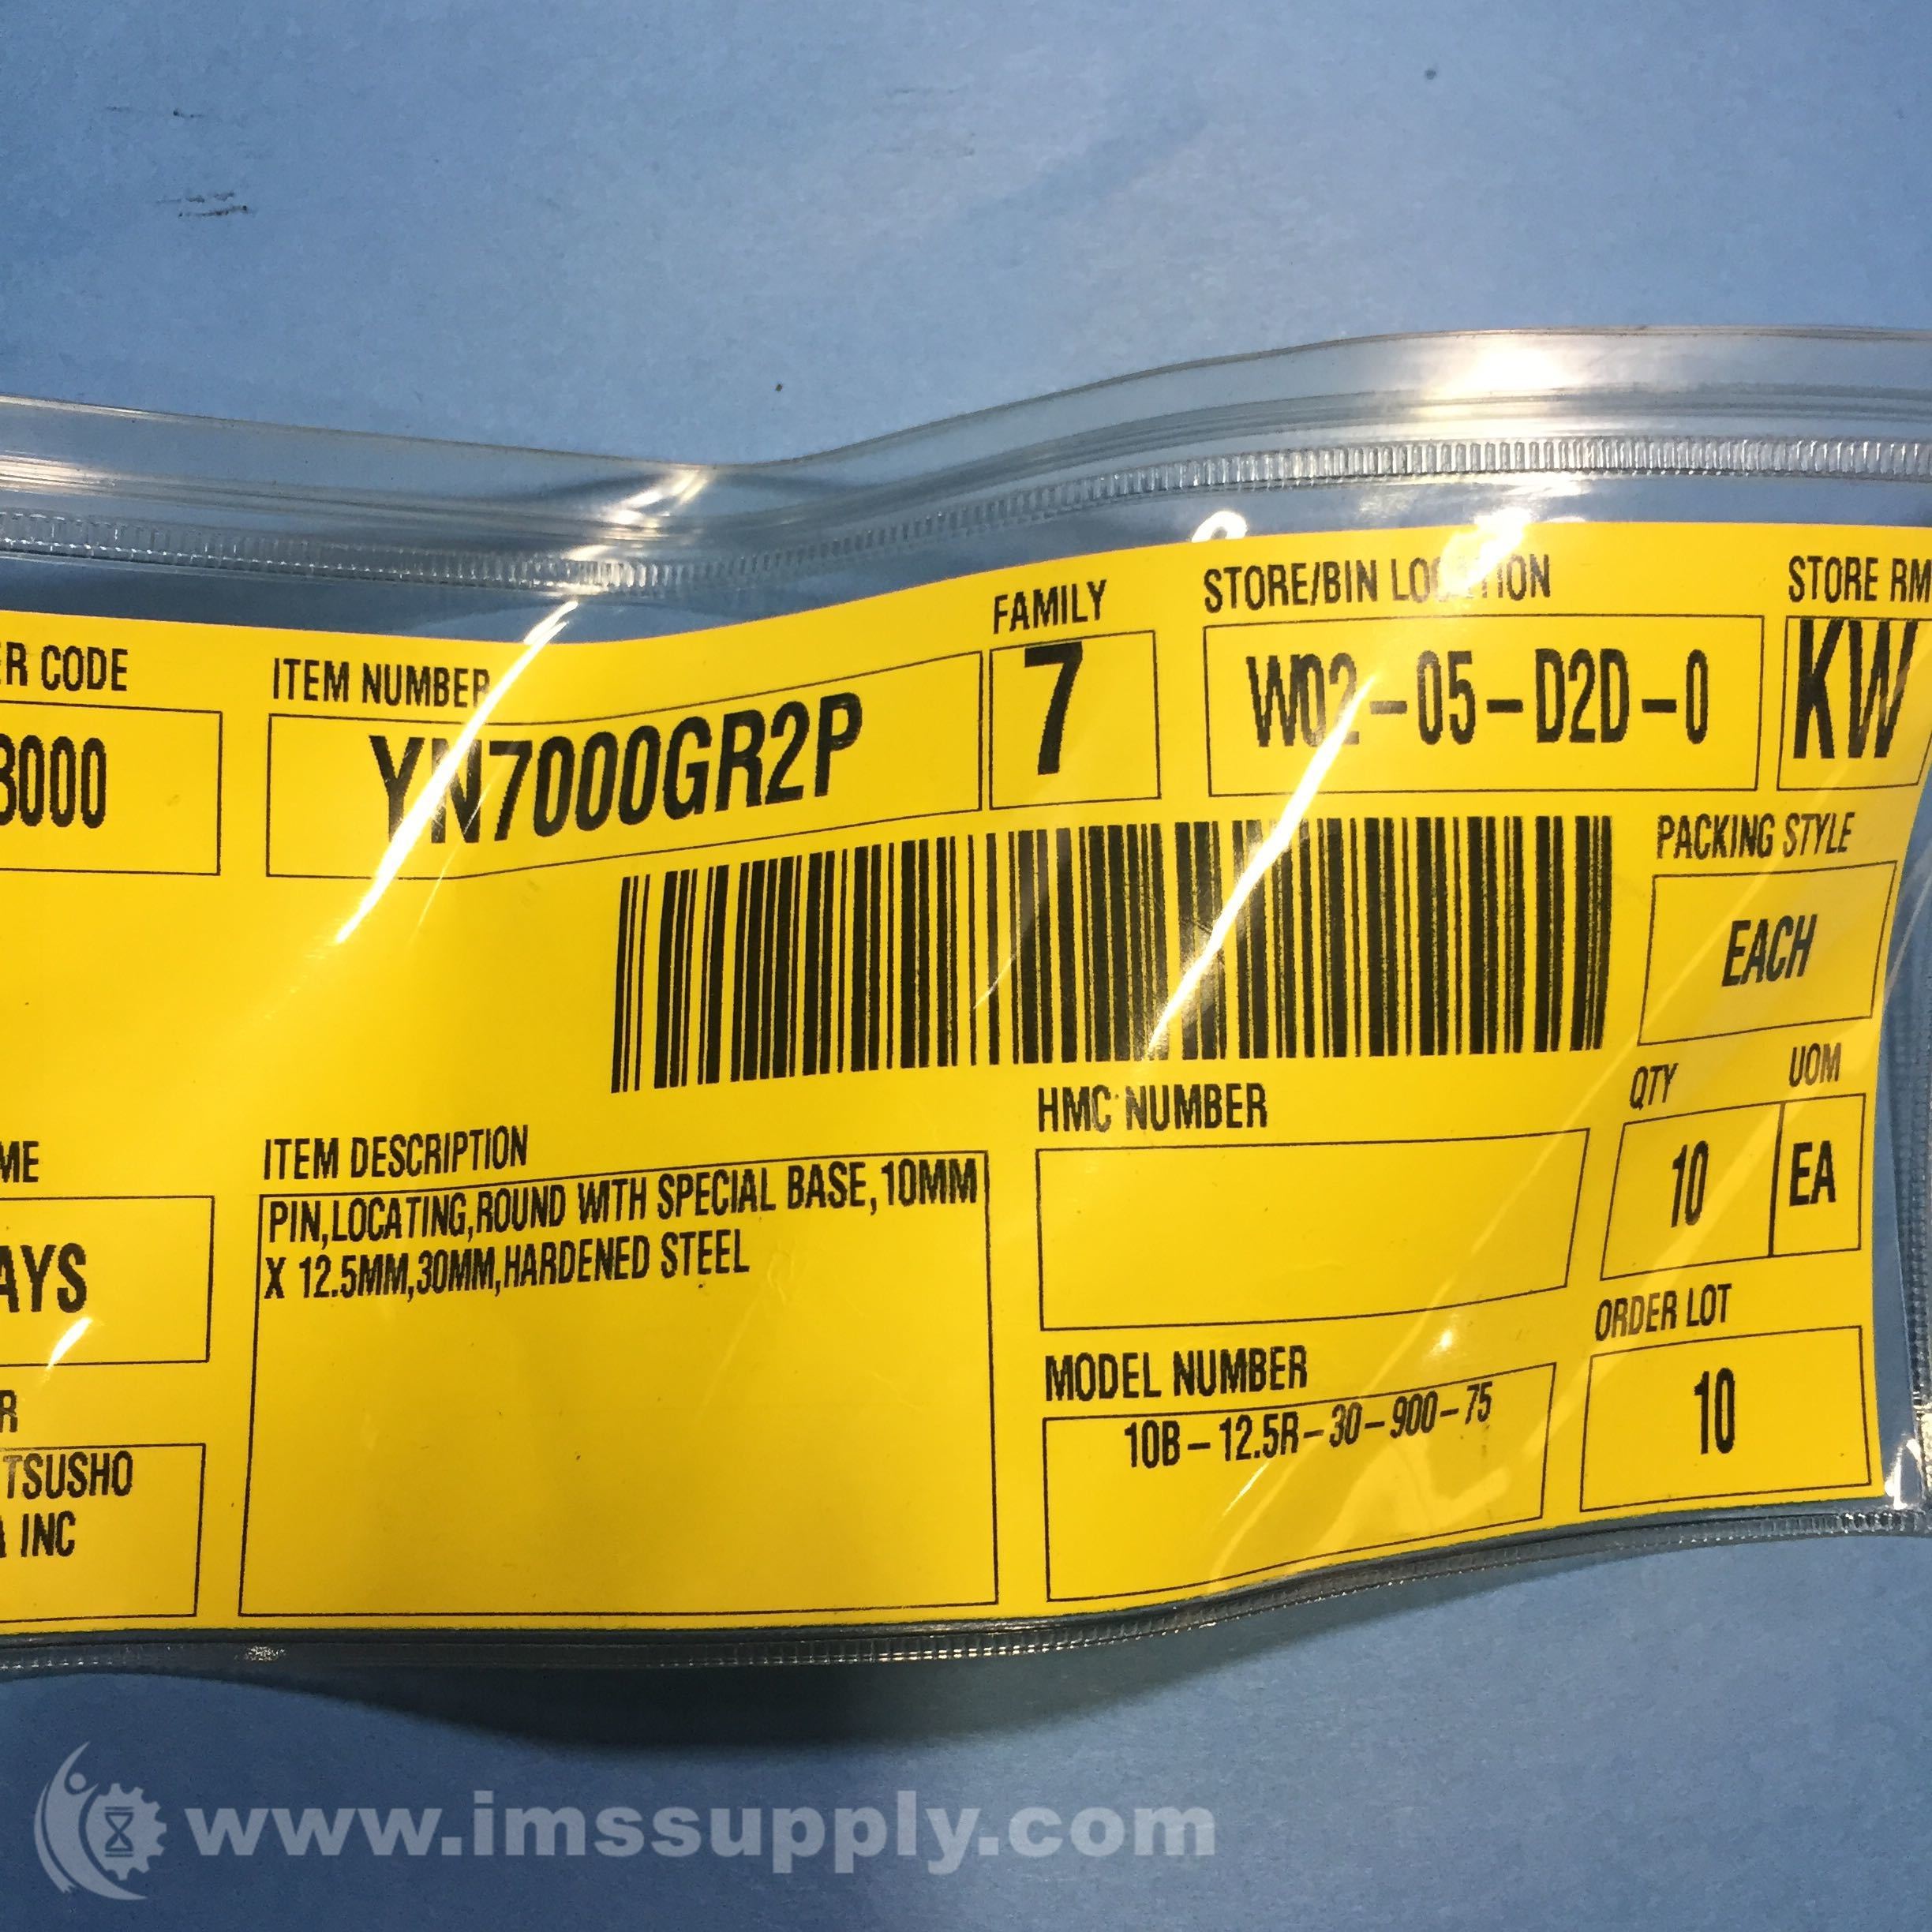 ER CODE
3000
ITEM NUMBER
YN7000GR2P
FAMILY
7
STORE/BIN LOCATION
W02-05-D2D-0
STORE RM
KW
PACKING STYLE
EACH
QTY
10
UOM
EA
HMC NUMBER
ITEM DESCRIPTION
PIN,LOCATING,ROUND WITH SPECIAL BASE,10MM
X 12.5MM,30MM,HARDENED STEEL
ME
AYS
R
TSUSHO
A INC
MODEL NUMBER
10B-12.5R-30-900-75
ORDER LOT
10
www.imssupply.com